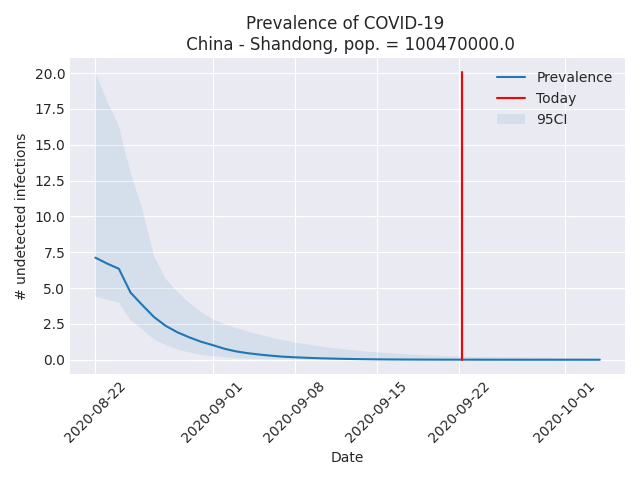 Prevalence of COVID-19
China - Shandong, pop. = 100470000.0
20.0
17.5
15.0
12.5
10.0
7.5
5.0
2.5
0.0
# undetected infections
Prevalence
Today
95CI
2020-08-22
2020-09-01
2020-09-08
2020-09-15
2020-09-22
2020-10-01
Date